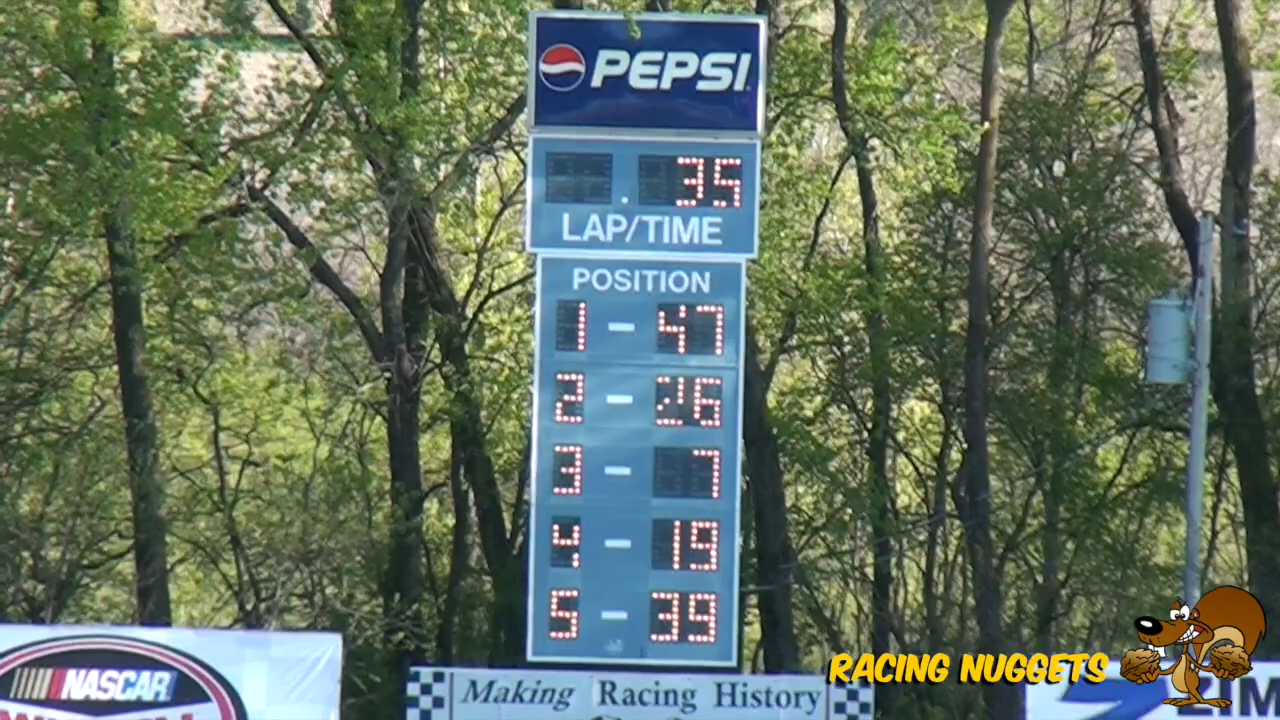 PEPSI
35
LAP/TIME
POSITION
1 - 47
2 - 26
3 - 7
4 - 19
5 - 39
NASCAR
Making Racing History
RACING NUGGETS